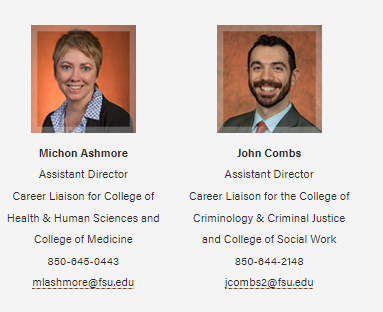 Michon Ashmore
Assistant Director
Career Liaison for College of
Health & Human Sciences and
College of Medicine
850-645-0443
mlashmore@fsu.edu
John Combs
Assistant Director
Career Liaison for the College of
Criminology & Criminal Justice
and College of Social Work
850-644-2148
jcombs2@fsu.edu